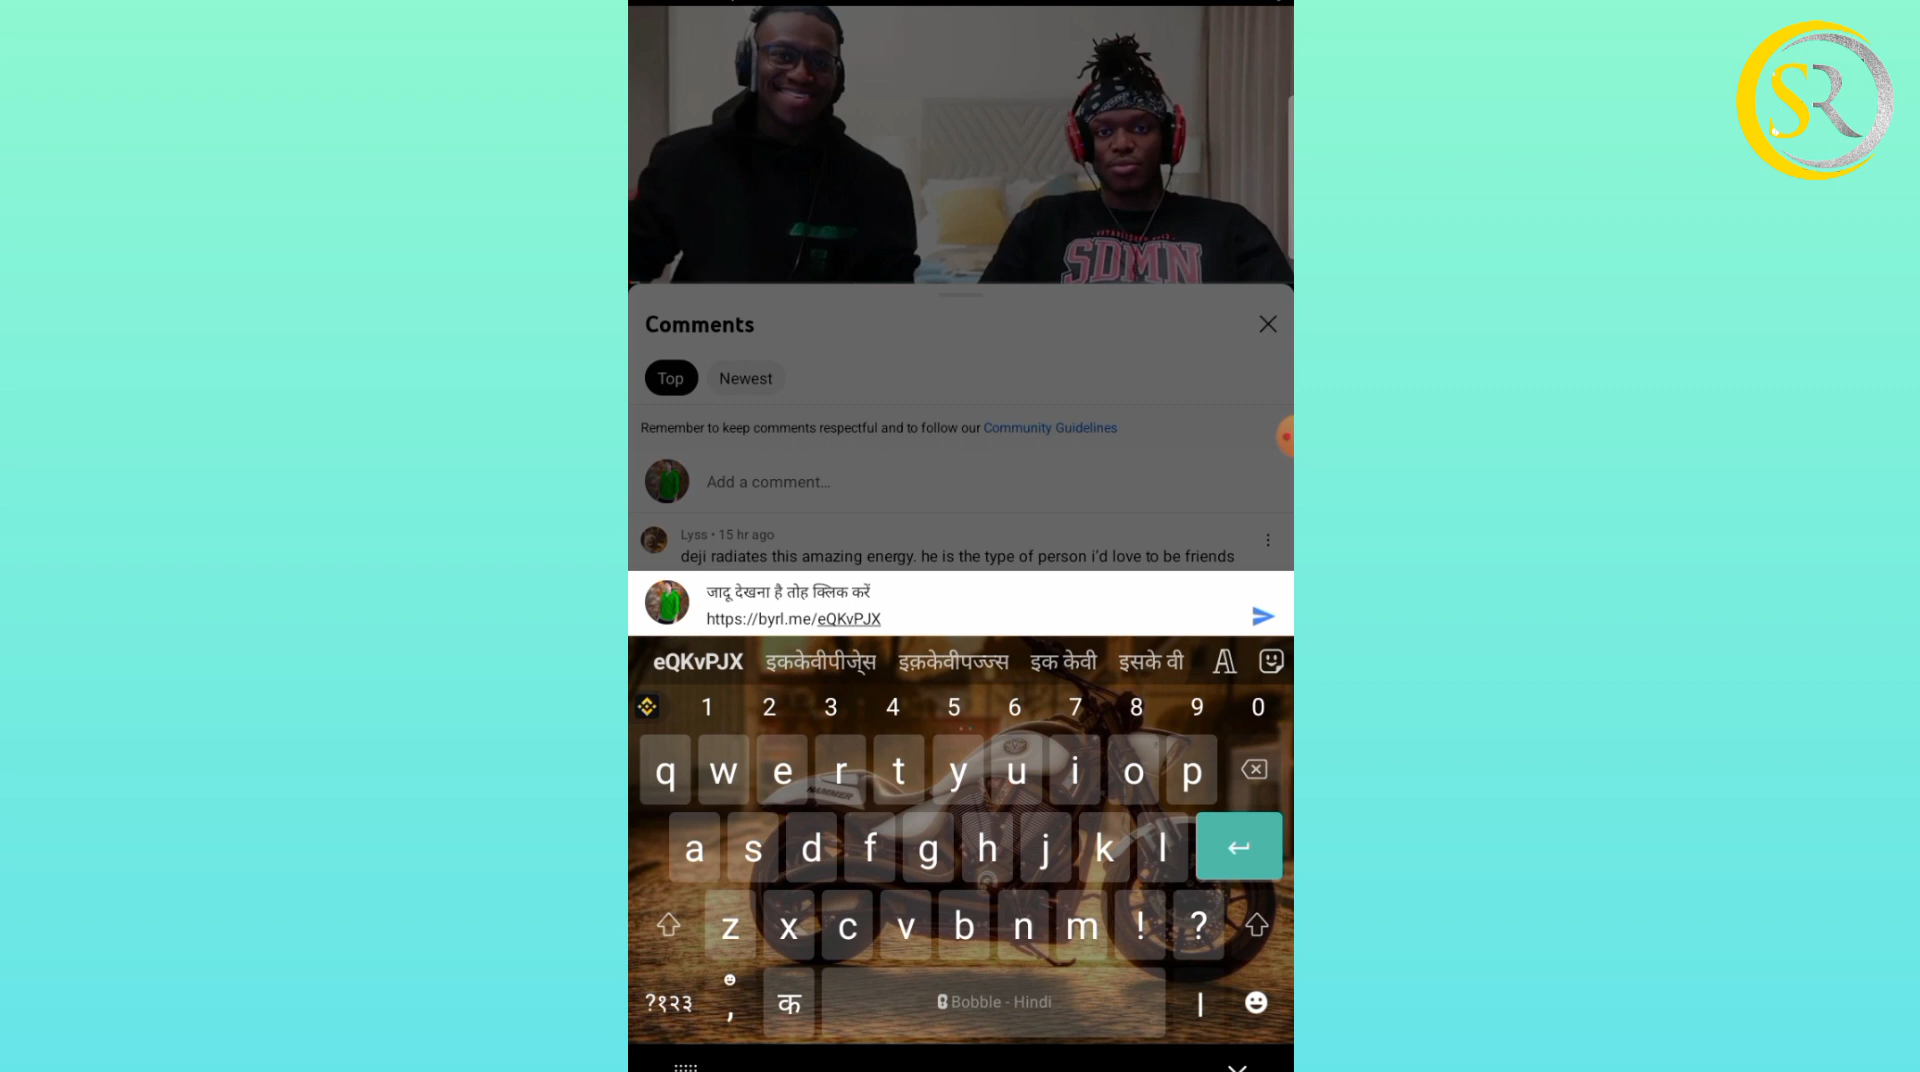 SR
SDMN
Comments
Top Newest
Remember to keep comments respectful and to follow our Community Guidelines
Add a comment...
Lyss • 15 hr ago
deji radiates this amazing energy. he is the type of person i'd love to be friends
जादू देखना है तोह क्लिक करें
https://byrl.me/eQKvPJX
eQKvPJX इककेवीपीजे्स इक़केवीपज्ज्स इक केवी इसके वी
1 2 3 4 5 6 7 8 9 0
q w e r t y u i o p
HAMMER
a s d f g h j k l
z x c v b n m ! ?
?१२३ , क Bobble - Hindi |